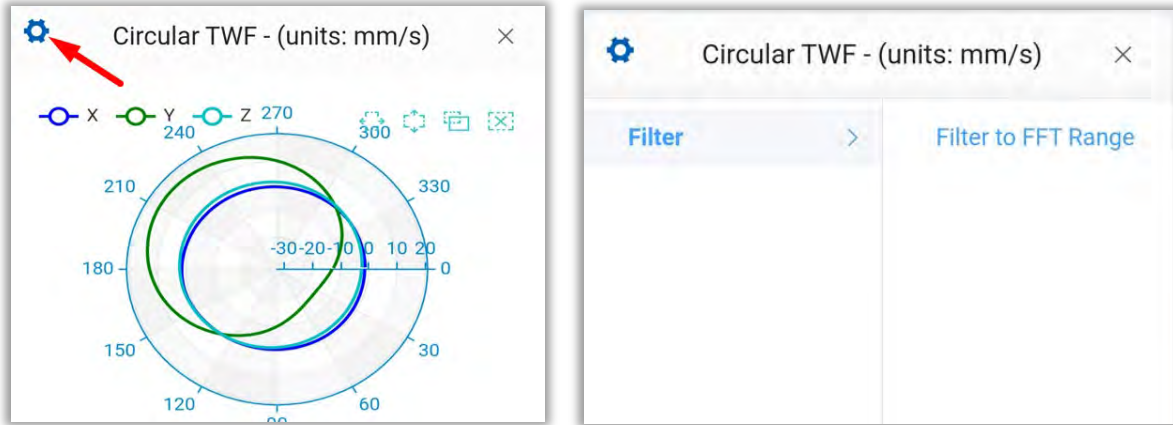 Circular TWF - (units: mm/s)
X Y Z 270
240 300
210 330
-30 -20 -10 0 10 20
180 0
150 30
120 60
Circular TWF - (units: mm/s)
Filter Filter to FFT Range